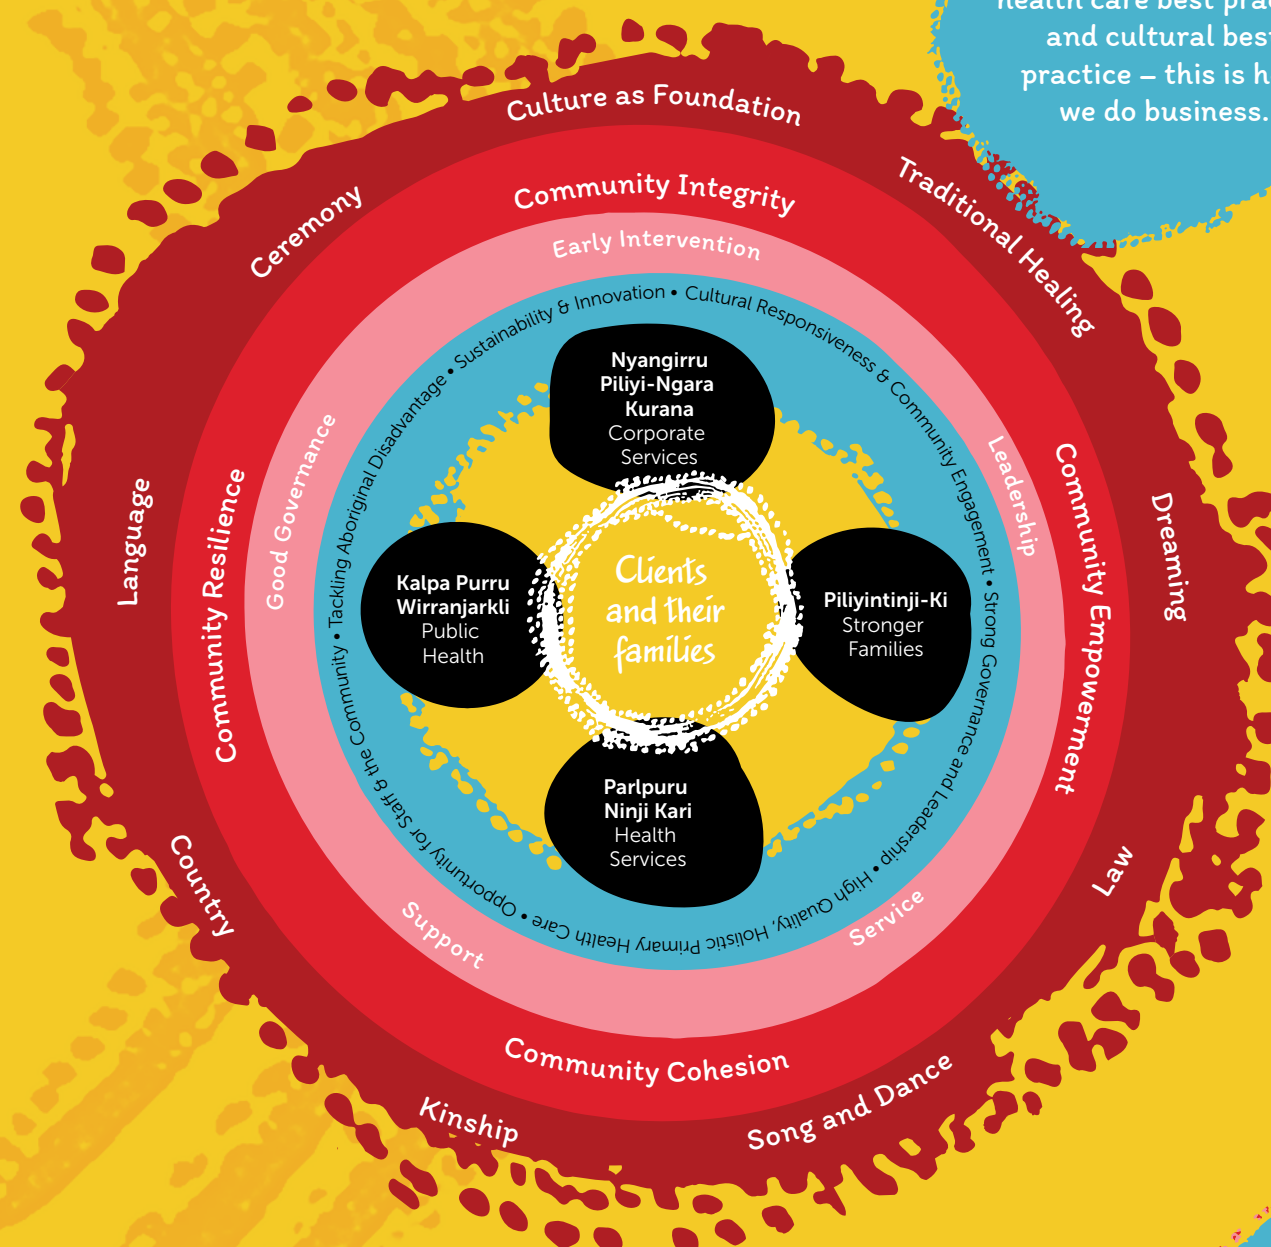 health care best
and cultural best
practice – this is
we do business.
Culture as Foundation
Traditional Healing
Dreaming
Law
Song and Dance
Kinship
Country
Language
Ceremony
Community Integrity
Community Empowerment
Community Cohesion
Community Resilience
Early Intervention
Leadership
Service
Support
Good Governance
• Cultural Responsiveness & Community Engagement • Strong Governance and Leadership • High Quality, Holistic Primary Health Care • Opportunity for Staff & the Community • Tackling Aboriginal Disadvantage • Sustainability & Innovation
Nyangirru
Piliyi-Ngara
Kurana
Corporate
Services
Kalpa Purru
Wirranjarkli
Public
Health
Clients
and their
families
Piliyintinji-Ki
Stronger
Families
Parlpuru
Ninji Kari
Health
Services